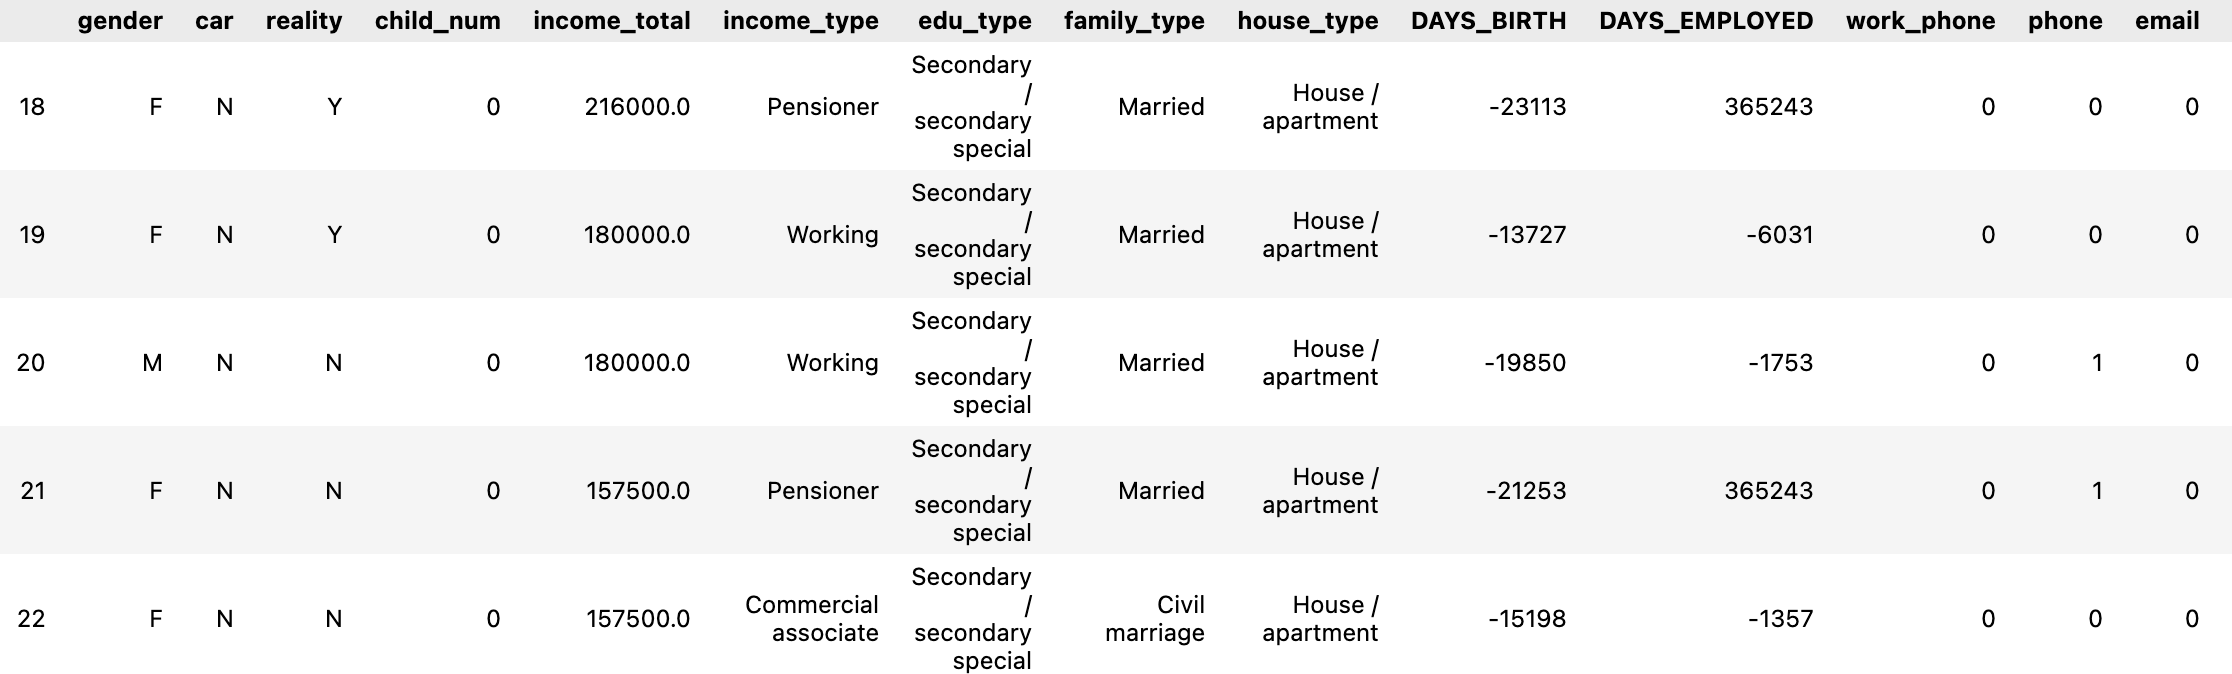 gender car reality child_num income_total income_type edu_type family_type house_type DAYS_BIRTH DAYS_EMPLOYED work_phone phone email
18 F N Y 0 216000.0 Pensioner Secondary / secondary special Married House / apartment -23113 365243 0 0 0
19 F N Y 0 180000.0 Working Secondary / secondary special Married House / apartment -13727 -6031 0 0 0
20 M N N 0 180000.0 Working Secondary / secondary special Married House / apartment -19850 -1753 0 1 0
21 F N N 0 157500.0 Pensioner Secondary / secondary special Married House / apartment -21253 365243 0 1 0
22 F N N 0 157500.0 Commercial associate Secondary / secondary special Civil marriage House / apartment -15198 -1357 0 0 0